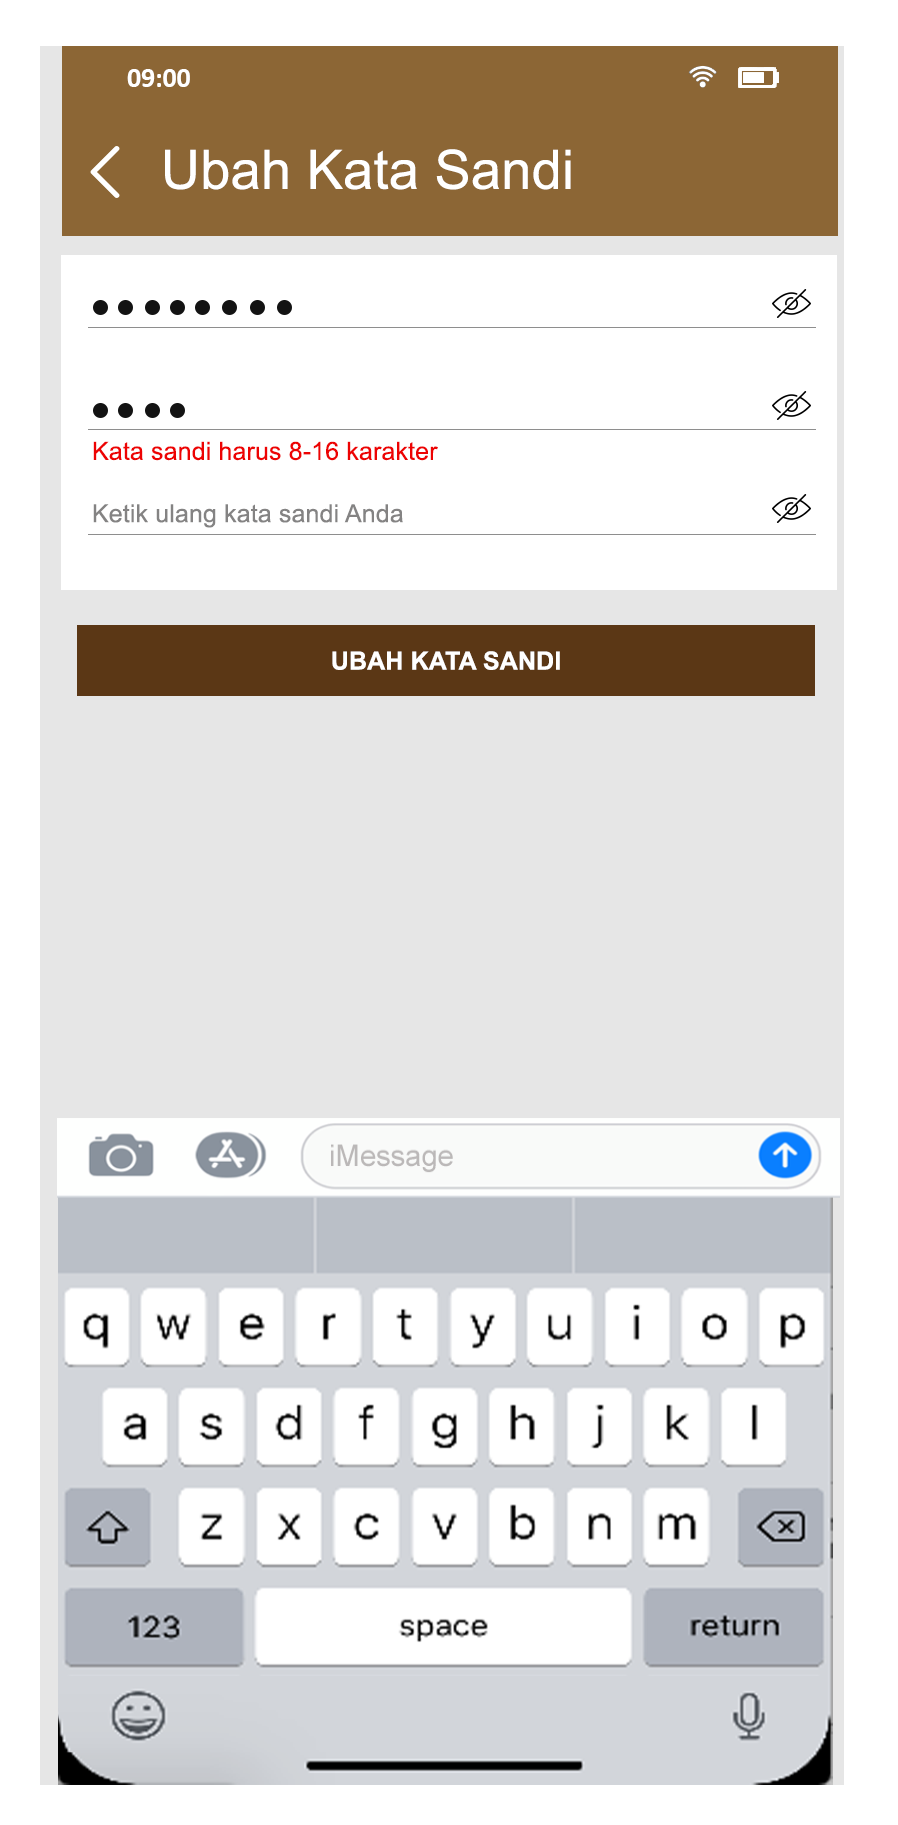 09:00
Ubah Kata Sandi
Kata sandi harus 8-16 karakter
Ketik ulang kata sandi Anda
UBAH KATA SANDI
iMessage
q w e r t y u i o p
a s d f g h j k l
z x c v b n m
123 space return